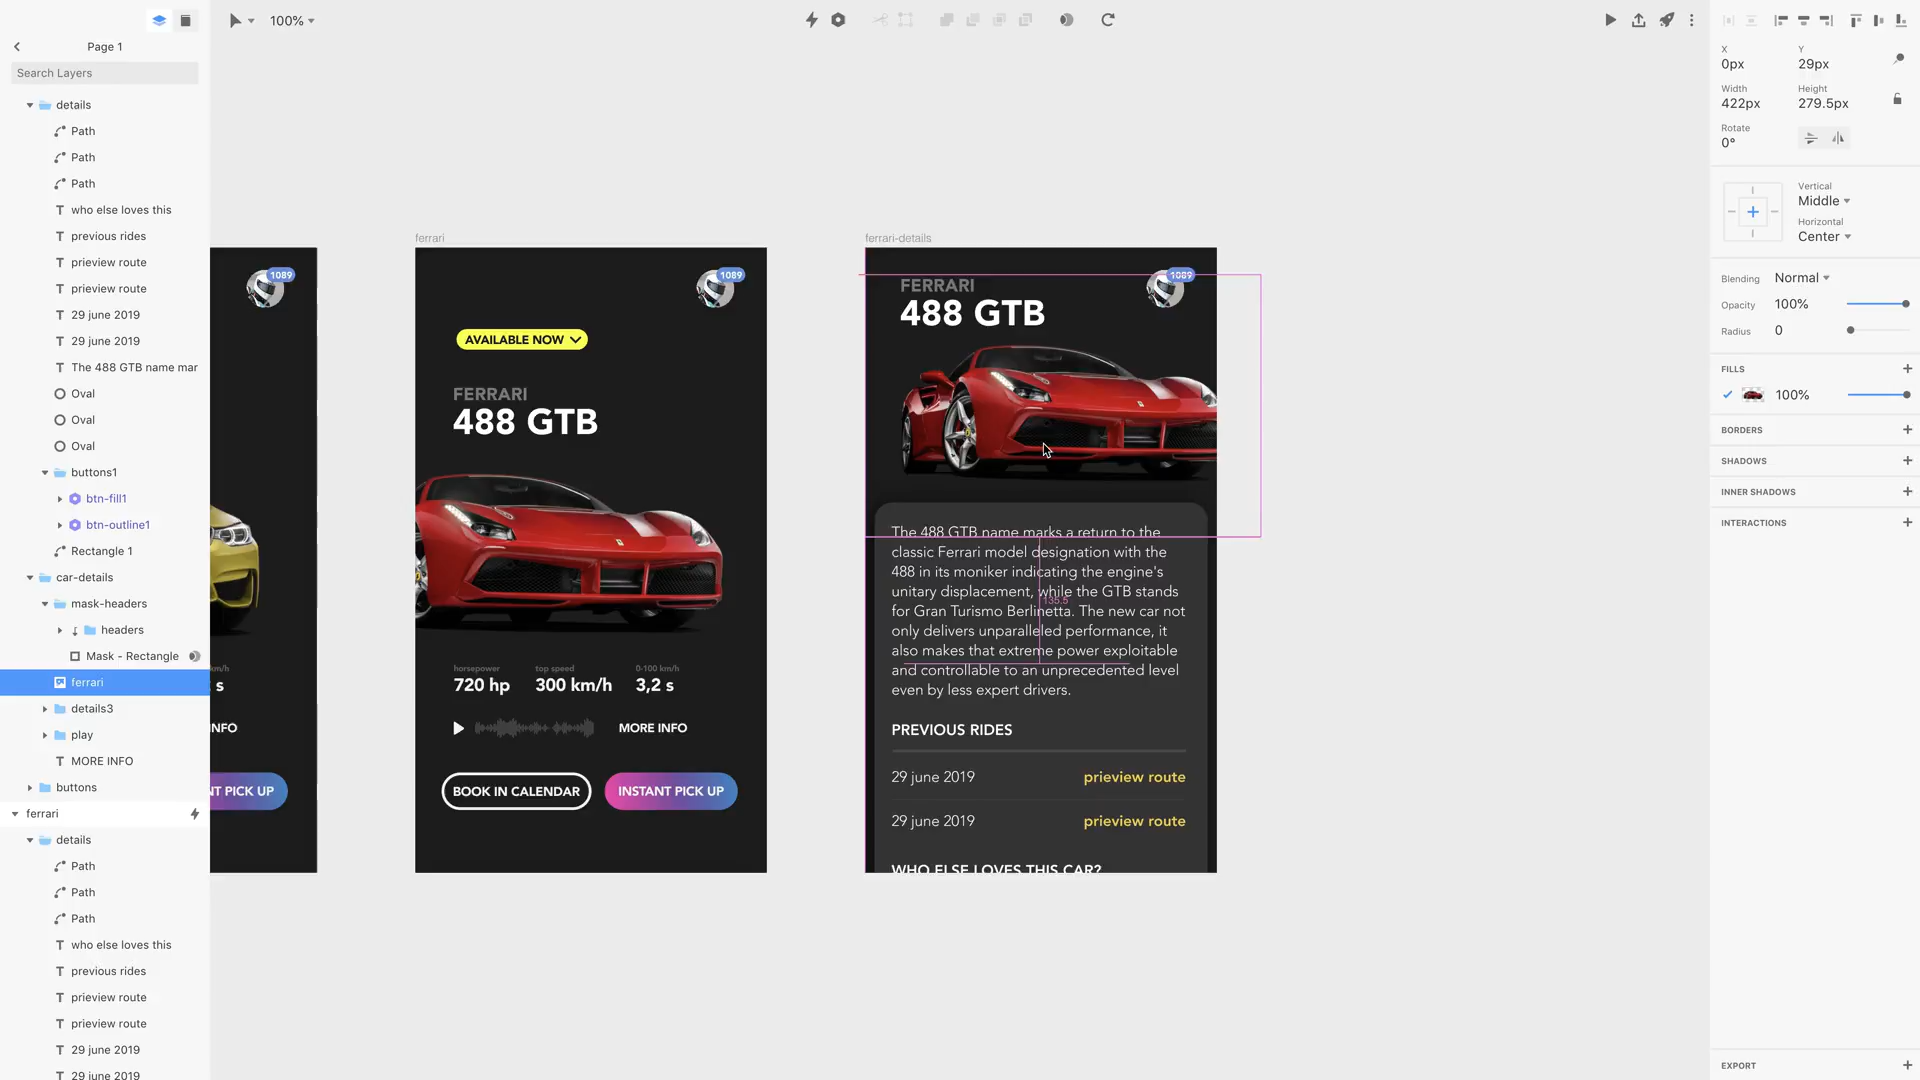 100%
Page 1
Search Layers
details
Path
Path
Path
who else loves this
previous rides
prieview route
prieview route
29 june 2019
29 june 2019
The 488 GTB name mar
Oval
Oval
Oval
buttons1
btn-fill1
btn-outline1
Rectangle 1
car-details
mask-headers
headers
Mask - Rectangle
ferrari
details3
play
MORE INFO
buttons
ferrari
details
Path
Path
Path
who else loves this
previous rides
prieview route
prieview route
29 june 2019
29 june 2019
1089
km/h
s
NFO
NT PICK UP
ferrari
1089
AVAILABLE NOW
FERRARI
488 GTB
horsepower
top speed
0-100 km/h
720 hp
300 km/h
3,2 s
MORE INFO
BOOK IN CALENDAR
INSTANT PICK UP
ferrari-details
1089
FERRARI
488 GTB
The 488 GTB name marks a return to the
classic Ferrari model designation with the
488 in its moniker indicating the engine's
unitary displacement, while the GTB stands
for Gran Turismo Berlinetta. The new car not
only delivers unparalleled performance, it
also makes that extreme power exploitable
and controllable to an unprecedented level
even by less expert drivers.
135.5
PREVIOUS RIDES
29 june 2019
prieview route
29 june 2019
prieview route
WHO ELSE LOVES THIS CAR?
X
Y
0px
29px
Width
Height
422px
279.5px
Rotate
0°
Vertical
Middle
Horizontal
Center
Blending
Normal
Opacity
100%
Radius
0
FILLS
100%
BORDERS
SHADOWS
INNER SHADOWS
INTERACTIONS
EXPORT